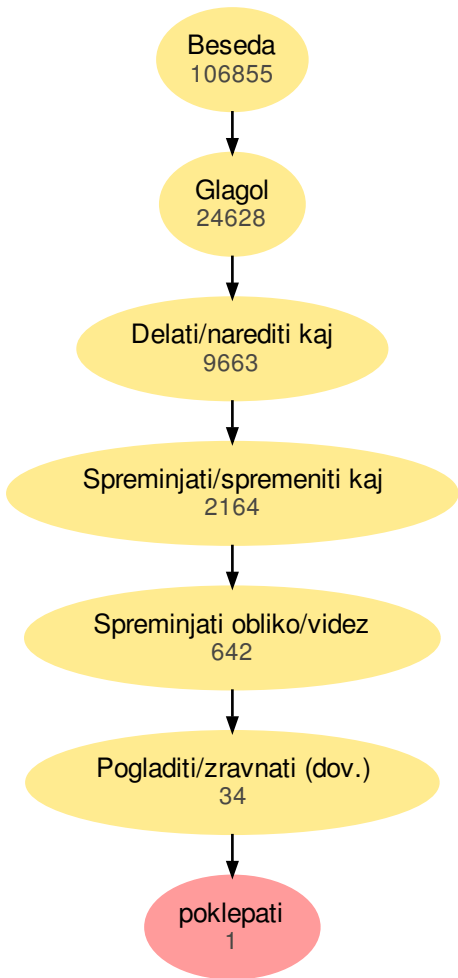 Beseda
106855
Glagol
24628
Delati/narediti kaj
9663
Spreminjati/spremeniti kaj
2164
Spreminjati obliko/videz
642
Pogladiti/zravnati (dov.)
34
poklepati
1